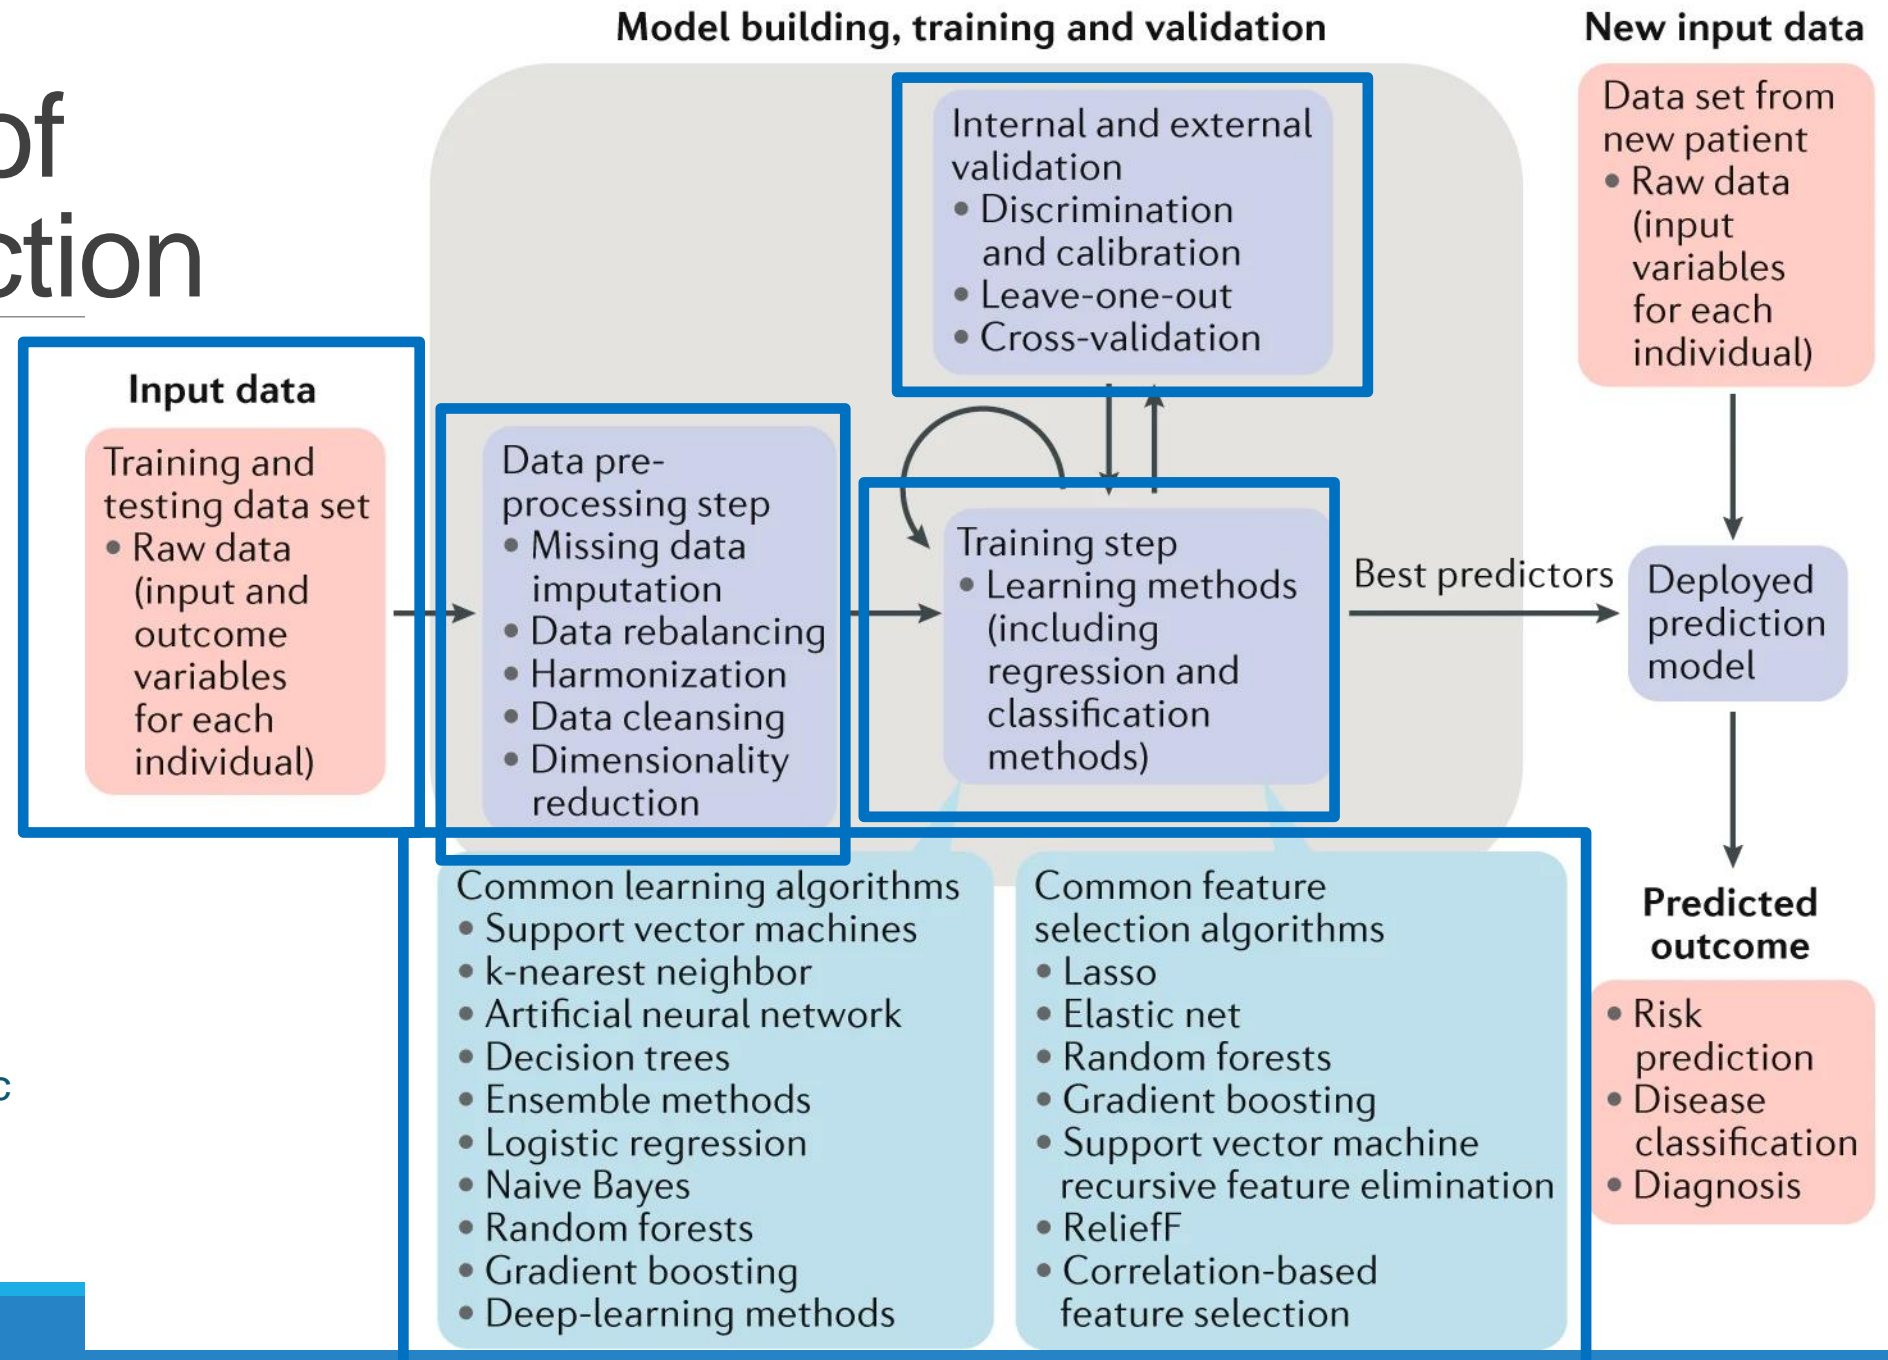 of
ction
Model building, training and validation
New input data
Internal and external
validation
• Discrimination
and calibration
• Leave-one-out
• Cross-validation
Data set from
new patient
• Raw data
(input
variables
for each
individual)
Input data
Training and
testing data set
• Raw data
(input and
outcome
variables
for each
individual)
Data pre-
processing step
• Missing data
imputation
• Data rebalancing
• Harmonization
• Data cleansing
• Dimensionality
reduction
Training step
• Learning methods
(including
regression and
classification
methods)
Best predictors
Deployed
prediction
model
Common learning algorithms
• Support vector machines
• k-nearest neighbor
• Artificial neural network
• Decision trees
• Ensemble methods
• Logistic regression
• Naive Bayes
• Random forests
• Gradient boosting
• Deep-learning methods
Common feature
selection algorithms
• Lasso
• Elastic net
• Random forests
• Gradient boosting
• Support vector machine
recursive feature elimination
• ReliefF
• Correlation-based
feature selection
Predicted
outcome
• Risk
prediction
• Disease
classification
• Diagnosis
c